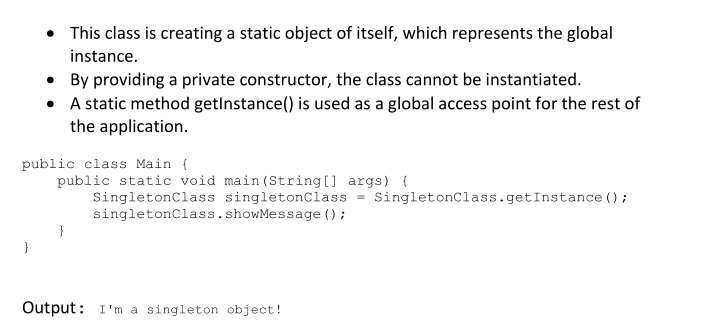 • This class is creating a static object of itself, which represents the global
instance.
• By providing a private constructor, the class cannot be instantiated.
• A static method getInstance() is used as a global access point for the rest of
the application.
public class Main {
    public static void main(String[] args) {
        SingletonClass singletonClass = SingletonClass.getInstance();
        singletonClass.showMessage();
    }
}
Output: I'm a singleton object!